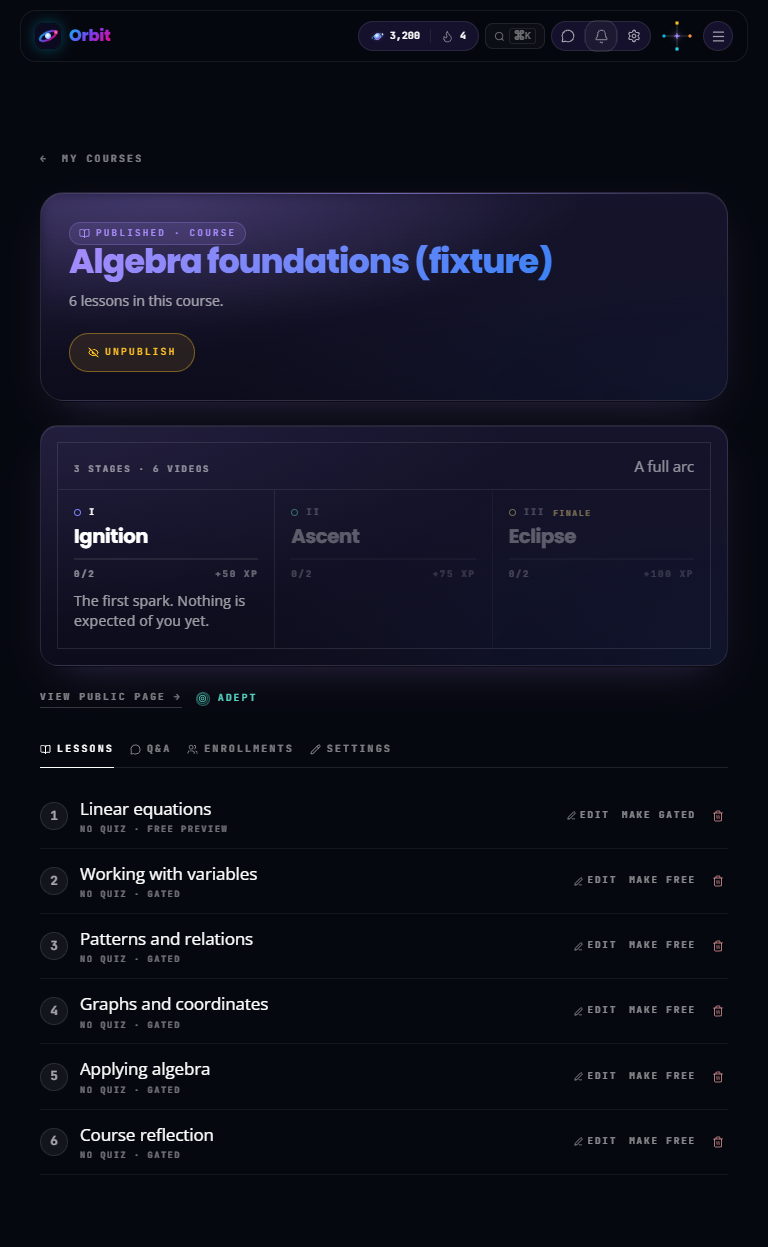 Orbit
3,200 4 ⌘K
← MY COURSES
PUBLISHED · COURSE
Algebra foundations (fixture)
6 lessons in this course.
UNPUBLISH
3 STAGES · 6 VIDEOS
A full arc
I
Ignition
0/2 +50 XP
The first spark. Nothing is
expected of you yet.
II
Ascent
0/2 +75 XP
III FINALE
Eclipse
0/2 +100 XP
VIEW PUBLIC PAGE → ADEPT
LESSONS Q&A ENROLLMENTS SETTINGS
1 Linear equations
NO QUIZ · FREE PREVIEW
EDIT MAKE GATED
2 Working with variables
NO QUIZ · GATED
EDIT MAKE FREE
3 Patterns and relations
NO QUIZ · GATED
EDIT MAKE FREE
4 Graphs and coordinates
NO QUIZ · GATED
EDIT MAKE FREE
5 Applying algebra
NO QUIZ · GATED
EDIT MAKE FREE
6 Course reflection
NO QUIZ · GATED
EDIT MAKE FREE